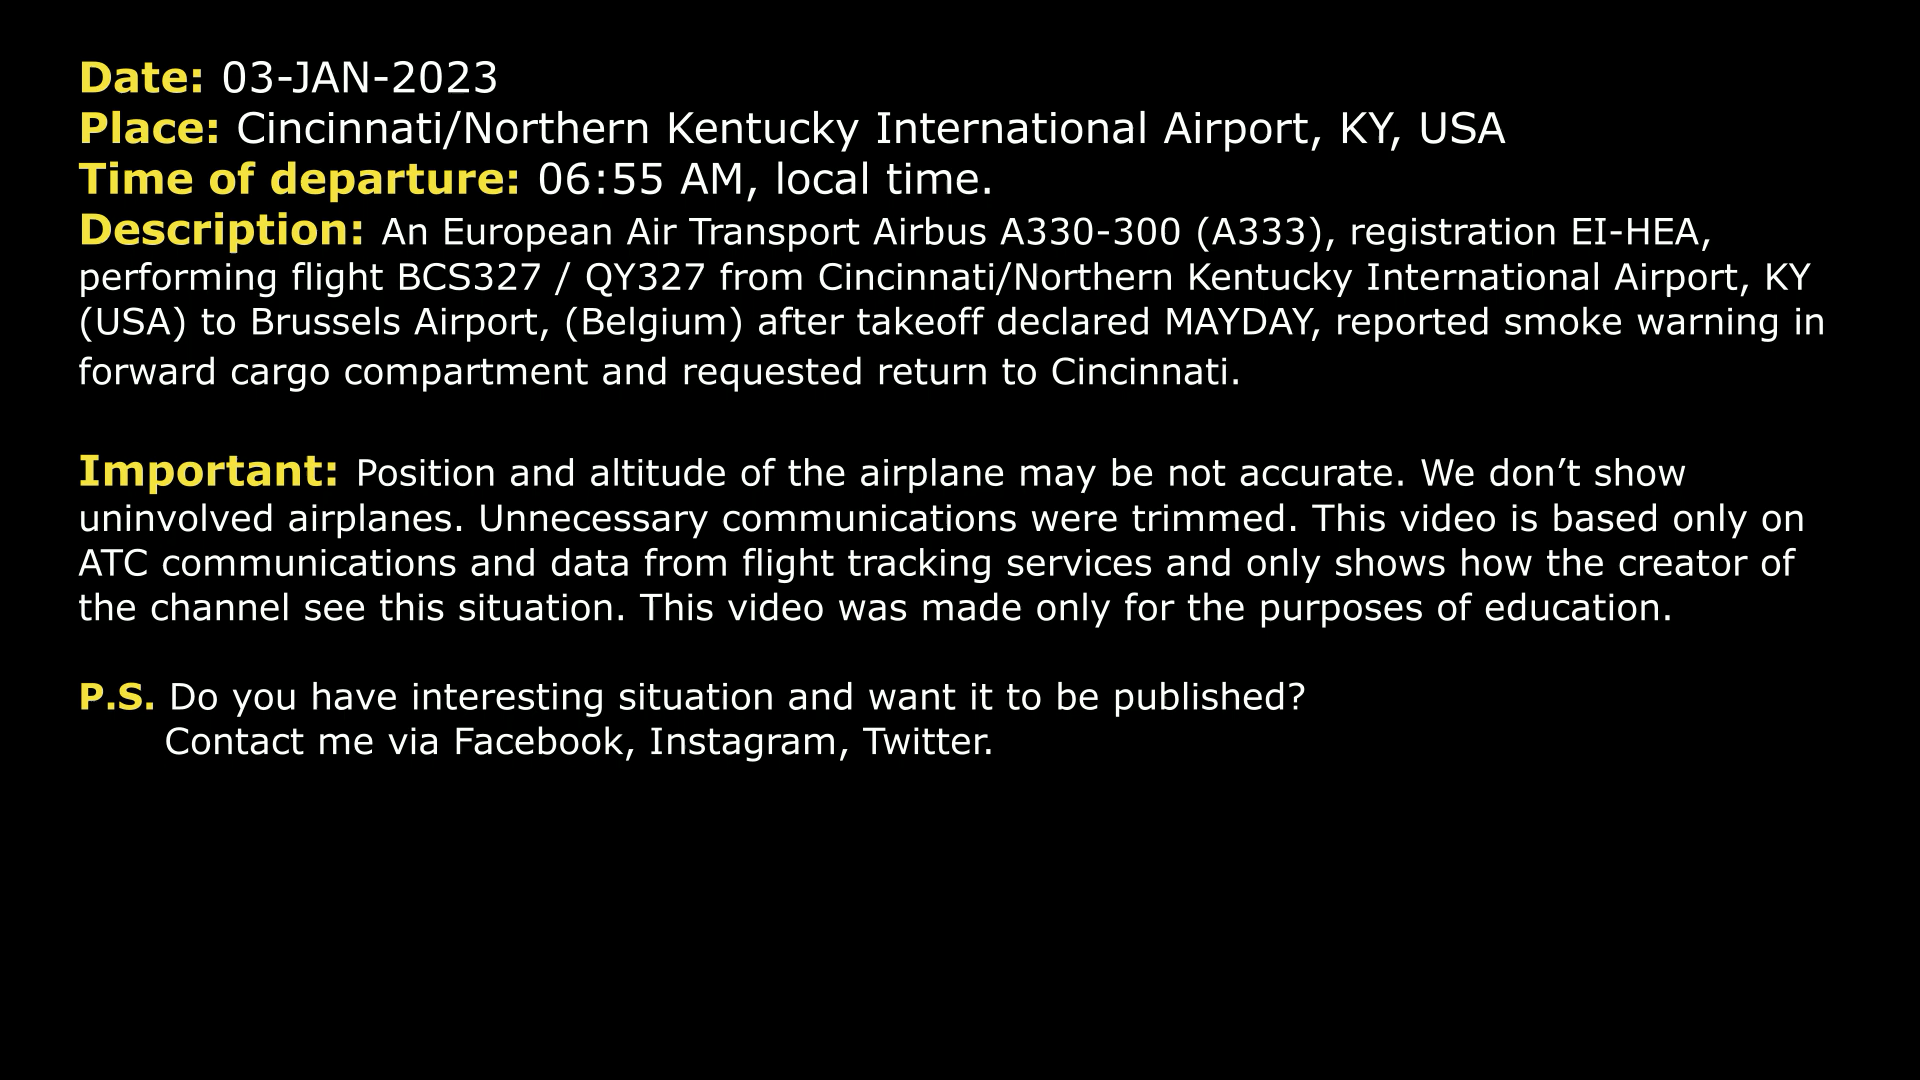 Date: 03-JAN-2023
Place: Cincinnati/Northern Kentucky International Airport, KY, USA
Time of departure: 06:55 AM, local time.
Description: An European Air Transport Airbus A330-300 (A333), registration EI-HEA,
performing flight BCS327 / QY327 from Cincinnati/Northern Kentucky International Airport, KY
(USA) to Brussels Airport, (Belgium) after takeoff declared MAYDAY, reported smoke warning in
forward cargo compartment and requested return to Cincinnati.
Important: Position and altitude of the airplane may be not accurate. We don’t show
uninvolved airplanes. Unnecessary communications were trimmed. This video is based only on
ATC communications and data from flight tracking services and only shows how the creator of
the channel see this situation. This video was made only for the purposes of education.
P.S. Do you have interesting situation and want it to be published?
Contact me via Facebook, Instagram, Twitter.